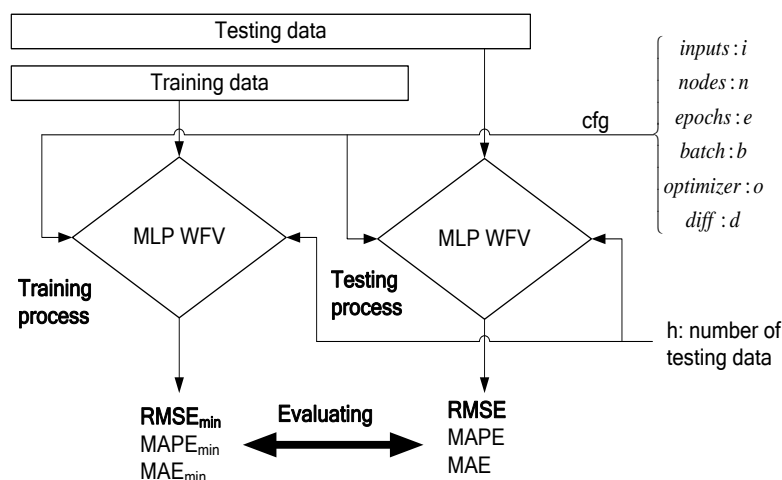 Testing data
Training data
cfg
inputs : i
nodes : n
epochs : e
batch : b
optimizer : o
diff : d
MLP WFV
MLP WFV
Training
process
Testing
process
h: number of
testing data
RMSEmin
MAPEmin
MAEmin
Evaluating
RMSE
MAPE
MAE